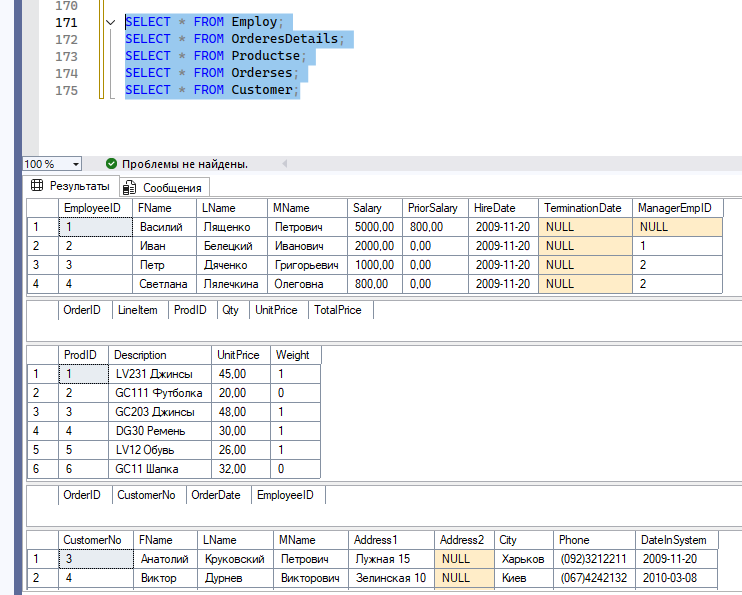 170
171 SELECT * FROM Employ;
172 SELECT * FROM OrderesDetails;
173 SELECT * FROM Productse;
174 SELECT * FROM Orderses;
175 SELECT * FROM Customer;
100 % Проблемы не найдены.
Результаты Сообщения
EmployeeID FName LName MName Salary PriorSalary HireDate TerminationDate ManagerEmpID
1 1 Василий Лященко Петрович 5000,00 800,00 2009-11-20 NULL NULL
2 2 Иван Белецкий Иванович 2000,00 0,00 2009-11-20 NULL 1
3 3 Петр Дяченко Григорьевич 1000,00 0,00 2009-11-20 NULL 2
4 4 Светлана Лялечкина Олеговна 800,00 0,00 2009-11-20 NULL 2
OrderID LineItem ProdID Qty UnitPrice TotalPrice
ProdID Description UnitPrice Weight
1 1 LV231 Джинсы 45,00 1
2 2 GC111 Футболка 20,00 0
3 3 GC203 Джинсы 48,00 1
4 4 DG30 Ремень 30,00 1
5 5 LV12 Обувь 26,00 1
6 6 GC11 Шапка 32,00 0
OrderID CustomerNo OrderDate EmployeeID
CustomerNo FName LName MName Address1 Address2 City Phone DateInSystem
1 3 Анатолий Круковский Петрович Лужная 15 NULL Харьков (092)3212211 2009-11-20
2 4 Виктор Дурнев Викторович Зелинская 10 NULL Киев (067)4242132 2010-03-08